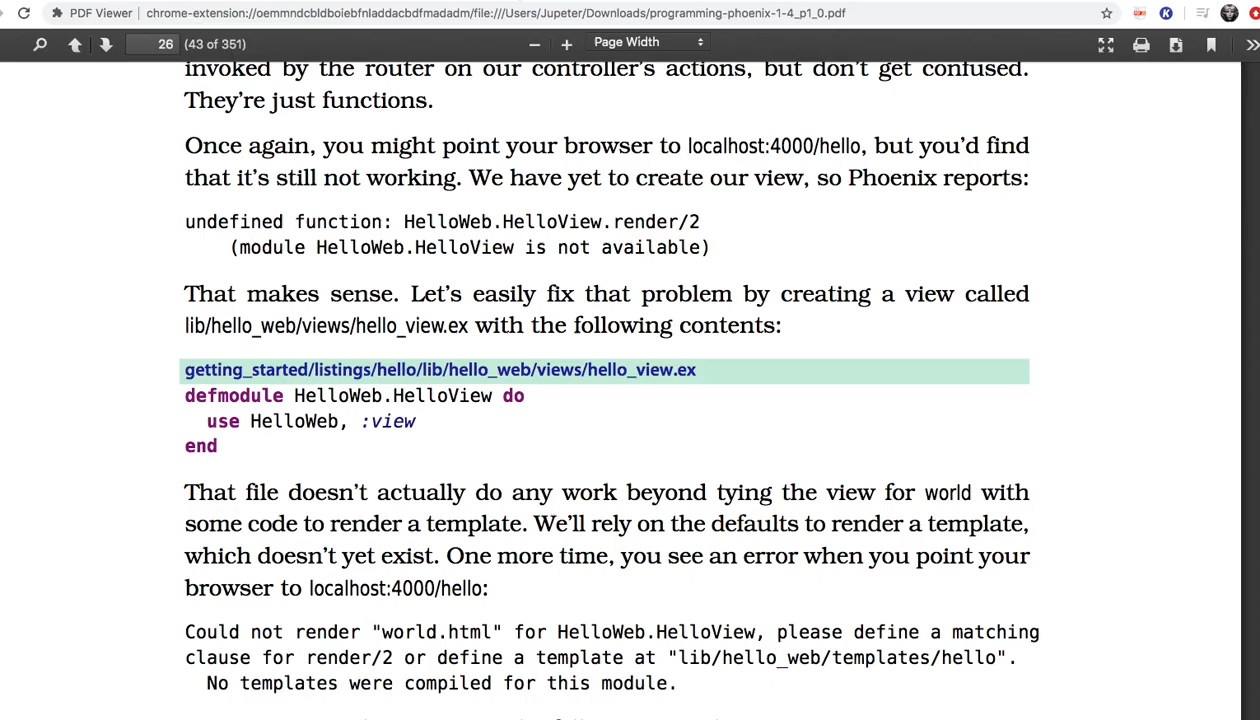 PDF Viewer chrome-extension://oemmndcbldboiebfnladdacbdfmadadm/file:///Users/Jupeter/Downloads/programming-phoenix-1-4_p1_0.pdf
26 (43 of 351) Page Width
invoked by the router on our controller's actions, but don't get confused.
They're just functions.
Once again, you might point your browser to localhost:4000/hello, but you'd find
that it's still not working. We have yet to create our view, so Phoenix reports:
undefined function: HelloWeb.HelloView.render/2
(module HelloWeb.HelloView is not available)
That makes sense. Let's easily fix that problem by creating a view called
lib/hello_web/views/hello_view.ex with the following contents:
getting_started/listings/hello/lib/hello_web/views/hello_view.ex
defmodule HelloWeb.HelloView do
use HelloWeb, :view
end
That file doesn't actually do any work beyond tying the view for world with
some code to render a template. We'll rely on the defaults to render a template,
which doesn't yet exist. One more time, you see an error when you point your
browser to localhost:4000/hello:
Could not render "world.html" for HelloWeb.HelloView, please define a matching
clause for render/2 or define a template at "lib/hello_web/templates/hello".
No templates were compiled for this module.